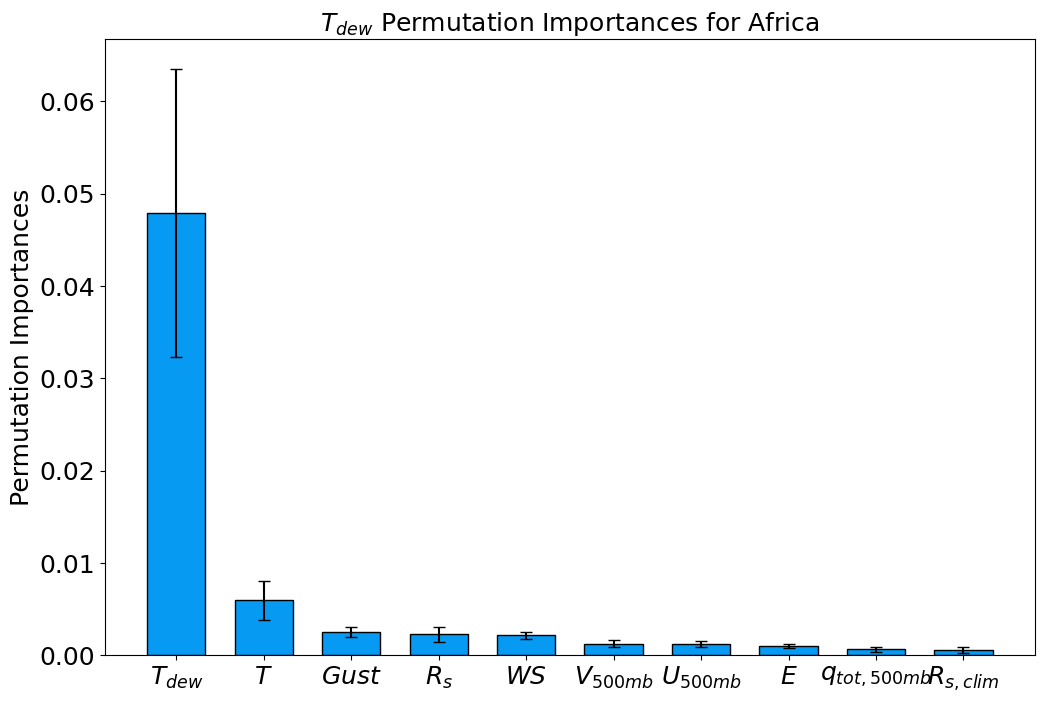 T_dew Permutation Importances for Africa
Permutation Importances
0.06
0.05
0.04
0.03
0.02
0.01
0.00
T_dew T Gust R_s WS V_500mb U_500mb E q_tot,500mb R_s,clim